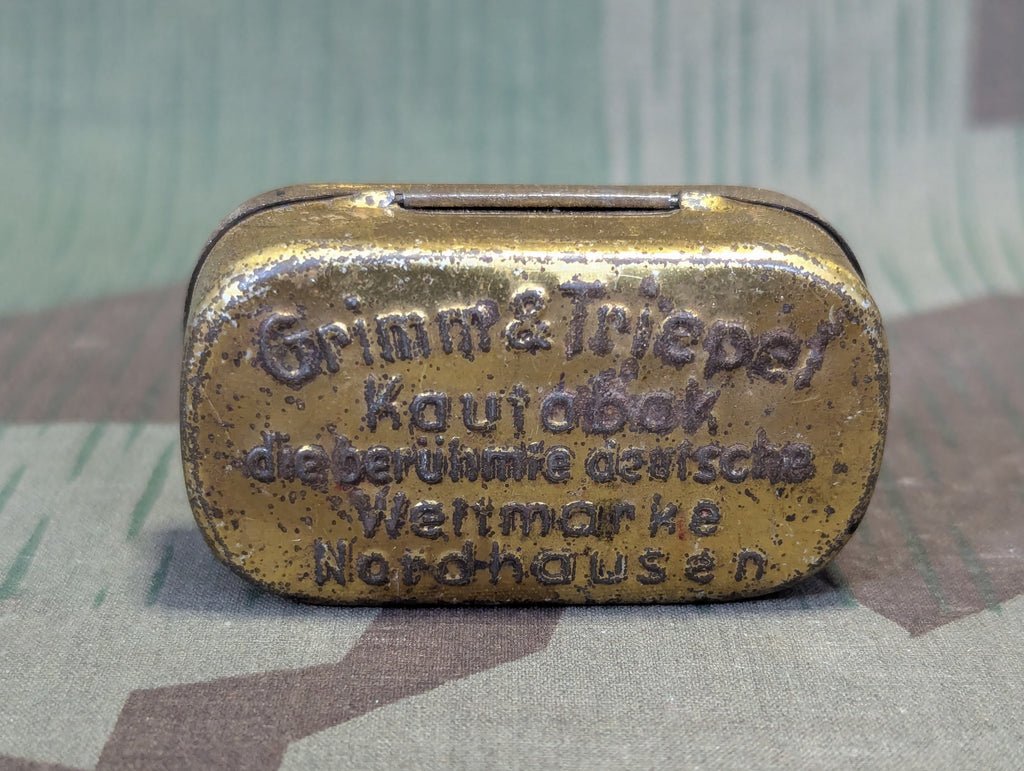 Grimm & Triepel
Kautabak
die berühmte deutsche
Weltmarke
Nordhausen